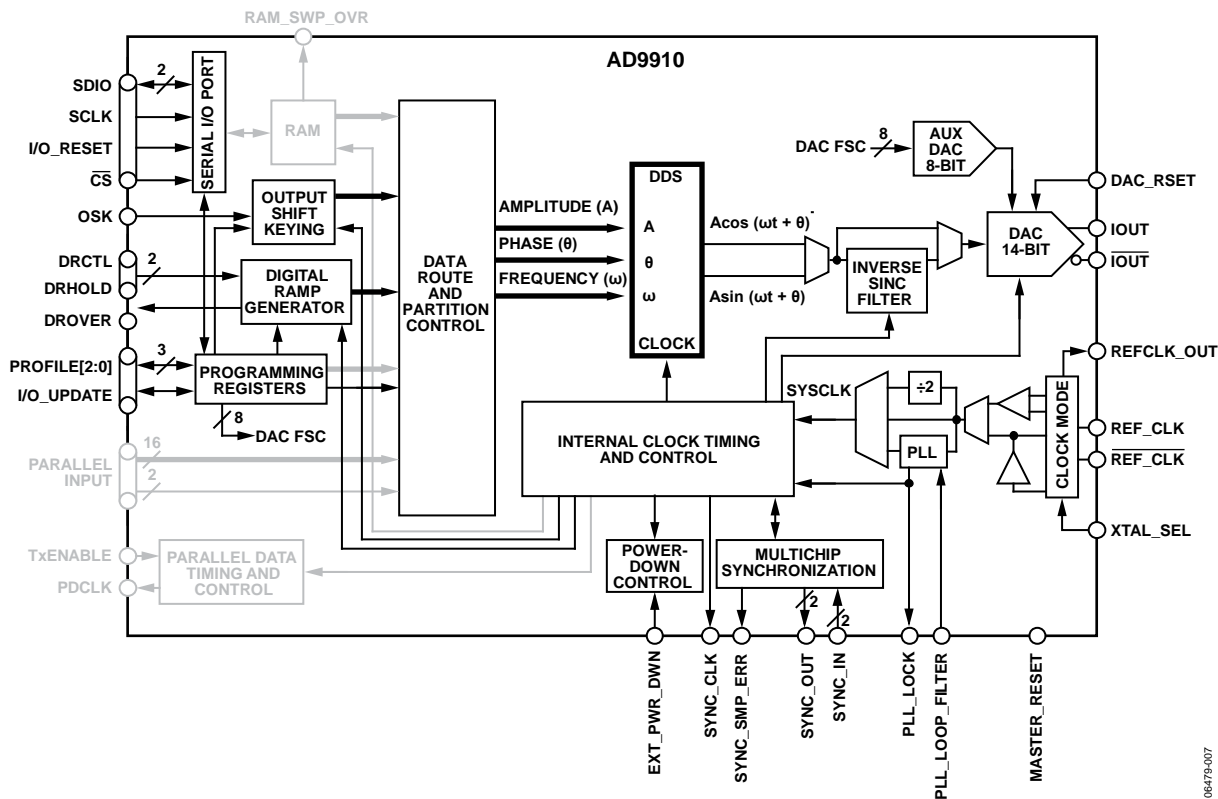 RAM_SWP_OVR
AD9910
SDIO
2
SCLK
I/O_RESET
CS
OSK
DRCTL
2
DRHOLD
DROVER
PROFILE[2:0]
3
I/O_UPDATE
PARALLEL
INPUT
16
2
TxENABLE
PDCLK
SERIAL I/O PORT
RAM
OUTPUT
SHIFT
KEYING
DIGITAL
RAMP
GENERATOR
PROGRAMMING
REGISTERS
8
DAC FSC
PARALLEL DATA
TIMING AND
CONTROL
DATA
ROUTE
AND
PARTITION
CONTROL
AMPLITUDE (A)
PHASE (θ)
FREQUENCY (ω)
DDS
A
θ
ω
CLOCK
Acos (ωt + θ)
Asin (ωt + θ)
INVERSE
SINC
FILTER
DAC FSC
8
AUX
DAC
8-BIT
DAC
14-BIT
DAC_RSET
IOUT
IOUT
SYSCLK
÷2
PLL
CLOCK MODE
REFCLK_OUT
REF_CLK
REF_CLK
XTAL_SEL
INTERNAL CLOCK TIMING
AND CONTROL
POWER-
DOWN
CONTROL
MULTICHIP
SYNCHRONIZATION
2
2
EXT_PWR_DWN
SYNC_CLK
SYNC_SMP_ERR
SYNC_OUT
SYNC_IN
PLL_LOCK
PLL_LOOP_FILTER
MASTER_RESET
06479-007